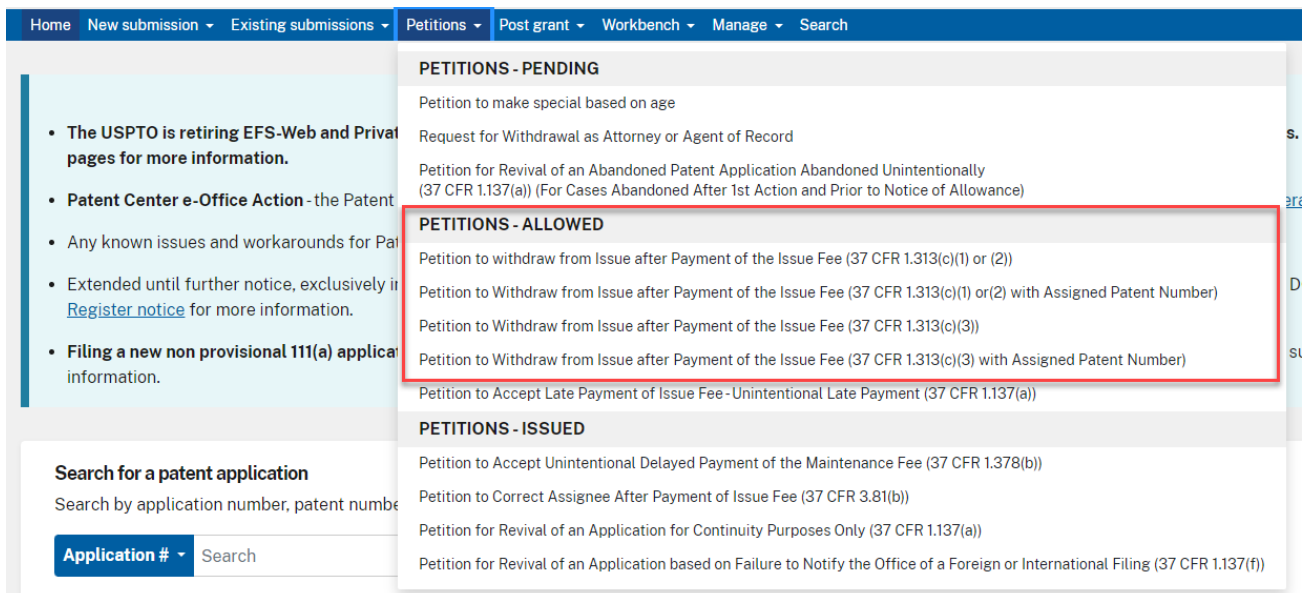 Home New submission Existing submissions Petitions Post grant Workbench Manage Search
PETITIONS - PENDING
Petition to make special based on age
Request for Withdrawal as Attorney or Agent of Record
Petition for Revival of an Abandoned Patent Application Abandoned Unintentionally
(37 CFR 1.137(a)) (For Cases Abandoned After 1st Action and Prior to Notice of Allowance)
PETITIONS - ALLOWED
Petition to withdraw from Issue after Payment of the Issue Fee (37 CFR 1.313(c)(1) or (2))
Petition to Withdraw from Issue after Payment of the Issue Fee (37 CFR 1.313(c)(1) or(2) with Assigned Patent Number)
Petition to Withdraw from Issue after Payment of the Issue Fee (37 CFR 1.313(c)(3))
Petition to Withdraw from Issue after Payment of the Issue Fee (37 CFR 1.313(c)(3) with Assigned Patent Number)
Petition to Accept Late Payment of Issue Fee - Unintentional Late Payment (37 CFR 1.137(a))
PETITIONS - ISSUED
Petition to Accept Unintentional Delayed Payment of the Maintenance Fee (37 CFR 1.378(b))
Petition to Correct Assignee After Payment of Issue Fee (37 CFR 3.81(b))
Petition for Revival of an Application for Continuity Purposes Only (37 CFR 1.137(a))
Petition for Revival of an Application based on Failure to Notify the Office of a Foreign or International Filing (37 CFR 1.137(f))
• The USPTO is retiring EFS-Web and Privat
pages for more information.
• Patent Center e-Office Action - the Patent
• Any known issues and workarounds for Pat
• Extended until further notice, exclusively i
Register notice for more information.
• Filing a new non provisional 111(a) applica
information.
Search for a patent application
Search by application number, patent numbe
Application # Search